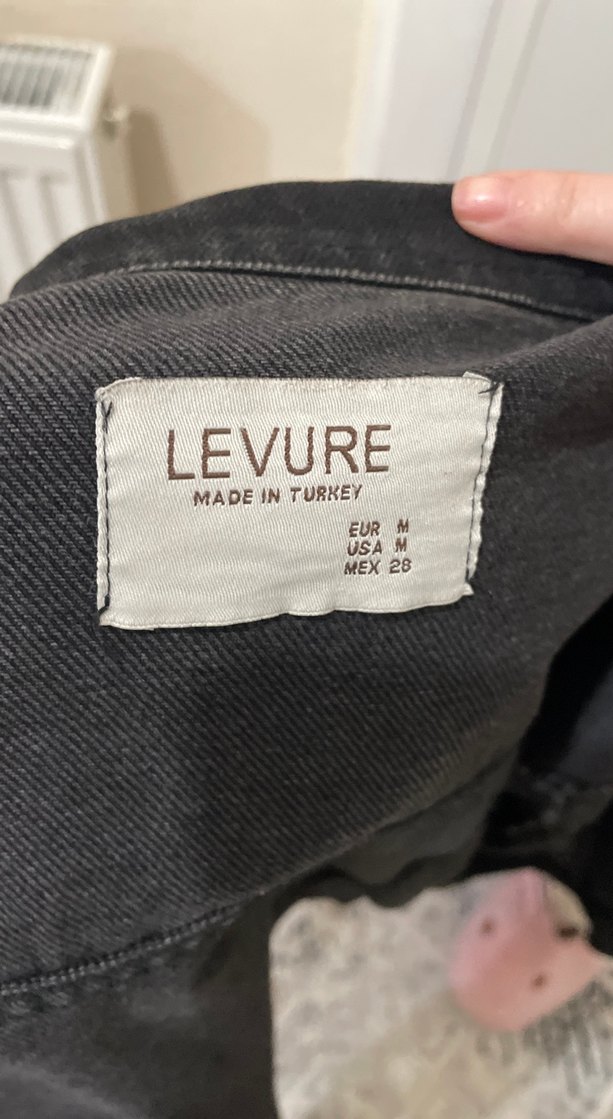 LEVURE
MADE IN TURKEY
EUR M
USA M
MEX 28